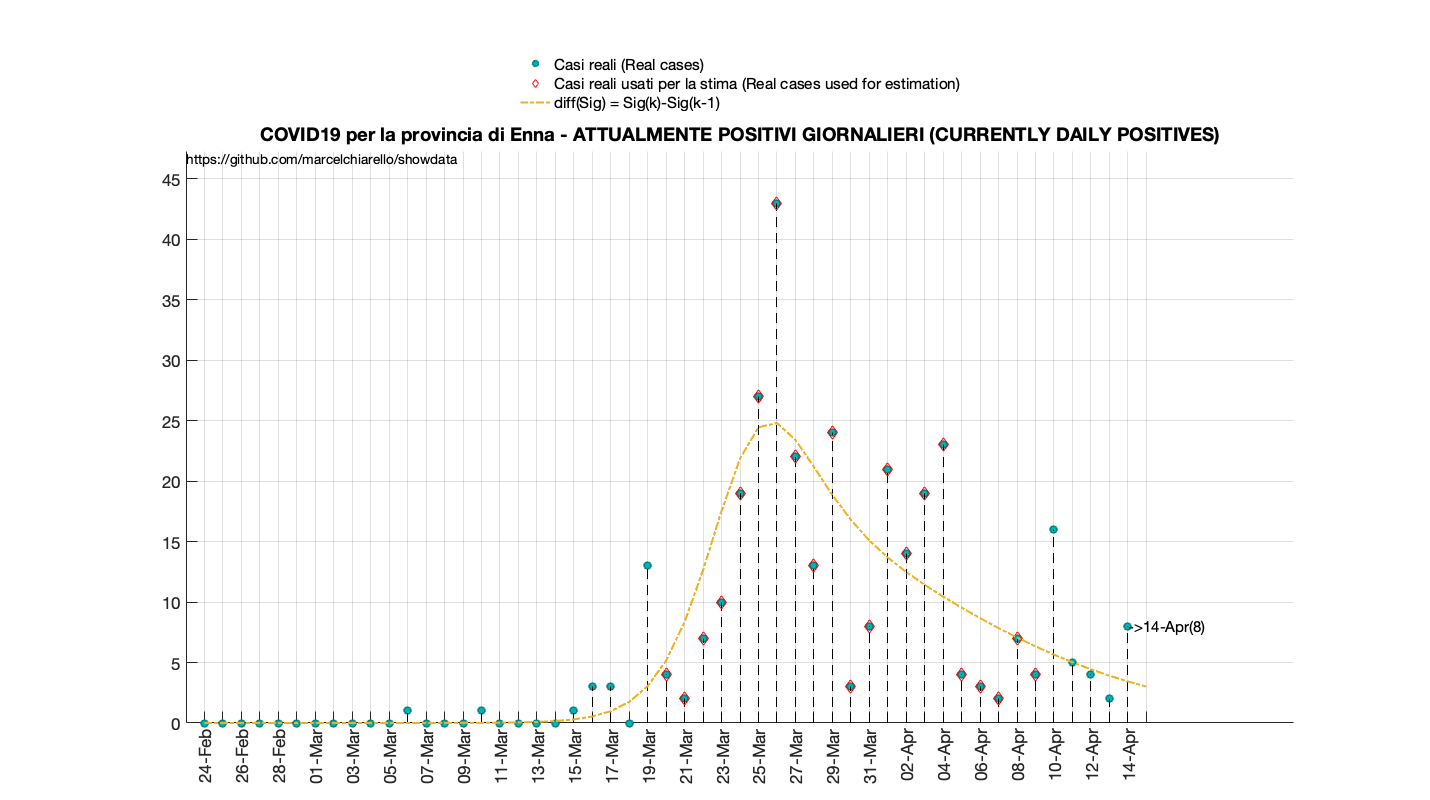 Casi reali (Real cases)
Casi reali usati per la stima (Real cases used for estimation)
diff(Sig) = Sig(k)-Sig(k-1)
COVID19 per la provincia di Enna - ATTUALMENTE POSITIVI GIORNALIERI (CURRENTLY DAILY POSITIVES)
https://github.com/marcelchiarello/showdata
45
40
35
30
25
20
15
10
5
0
->14-Apr(8)
24-Feb
26-Feb
28-Feb
01-Mar
03-Mar
05-Mar
07-Mar
09-Mar
11-Mar
13-Mar
15-Mar
17-Mar
19-Mar
21-Mar
23-Mar
25-Mar
27-Mar
29-Mar
31-Mar
02-Apr
04-Apr
06-Apr
08-Apr
10-Apr
12-Apr
14-Apr